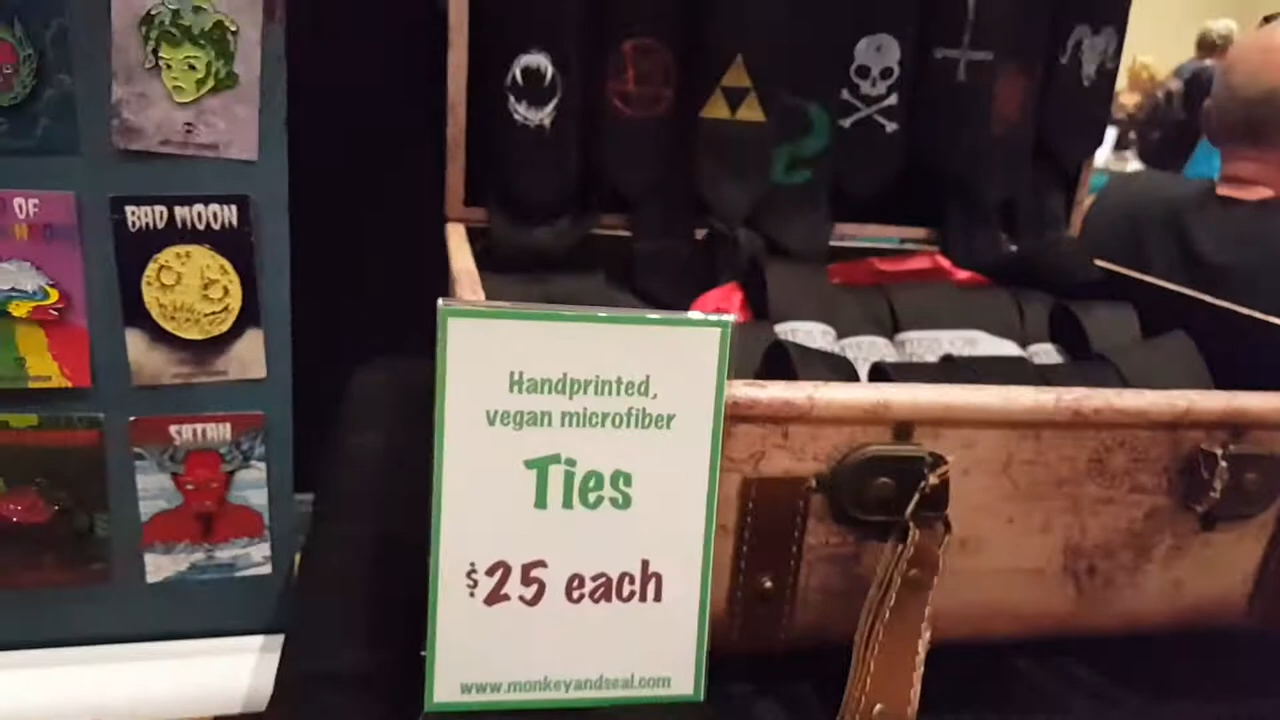 OF
BAD MOON
SATAN
Handprinted,
vegan microfiber
Ties
$25 each
www.monkeyandseal.com